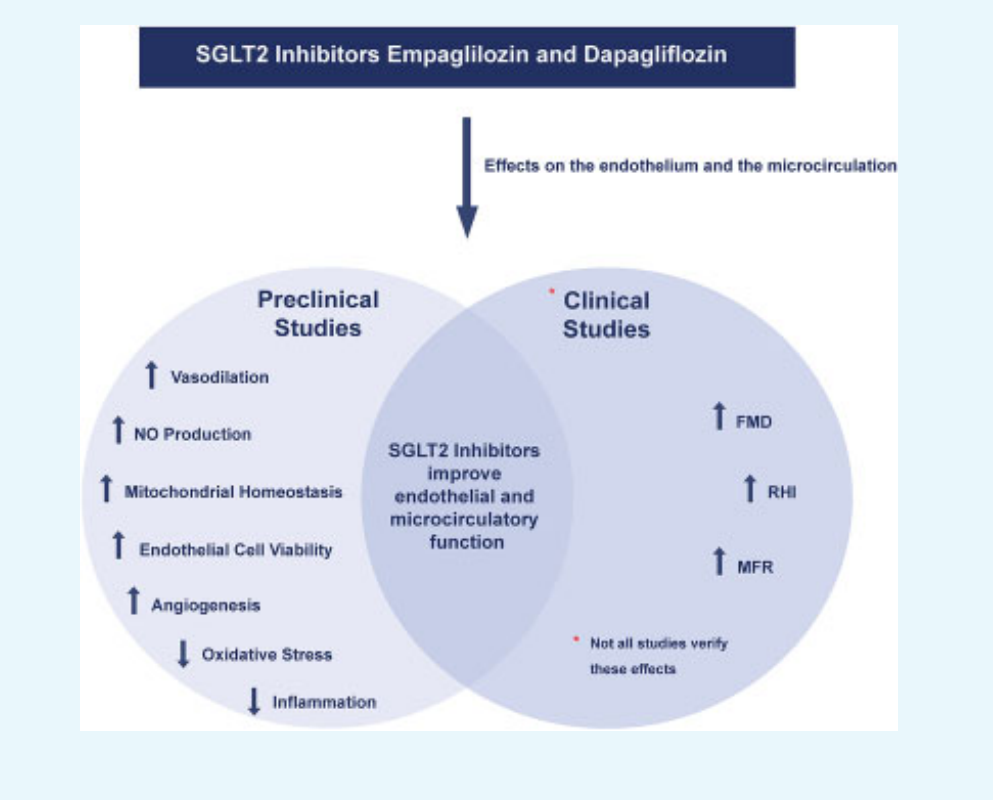 SGLT2 Inhibitors Empaglilozin and Dapagliflozin
Effects on the endothelium and the microcirculation
Preclinical
Studies
↑ Vasodilation
↑ NO Production
↑ Mitochondrial Homeostasis
↑ Endothelial Cell Viability
↑ Angiogenesis
↓ Oxidative Stress
↓ Inflammation
SGLT2 Inhibitors
improve
endothelial and
microcirculatory
function
* Clinical
Studies
↑ FMD
↑ RHI
↑ MFR
* Not all studies verify
these effects